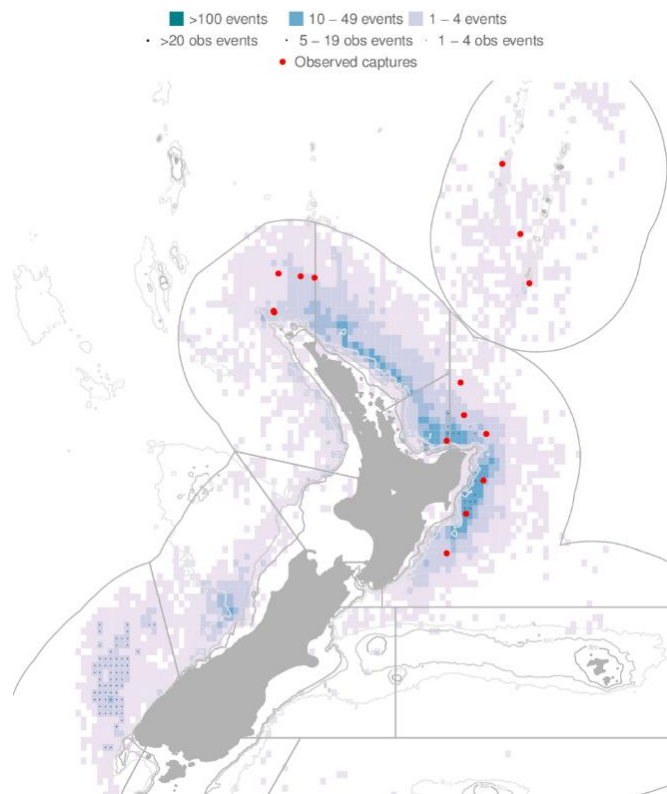 >100 events 10 – 49 events 1 – 4 events
>20 obs events 5 – 19 obs events 1 – 4 obs events
Observed captures